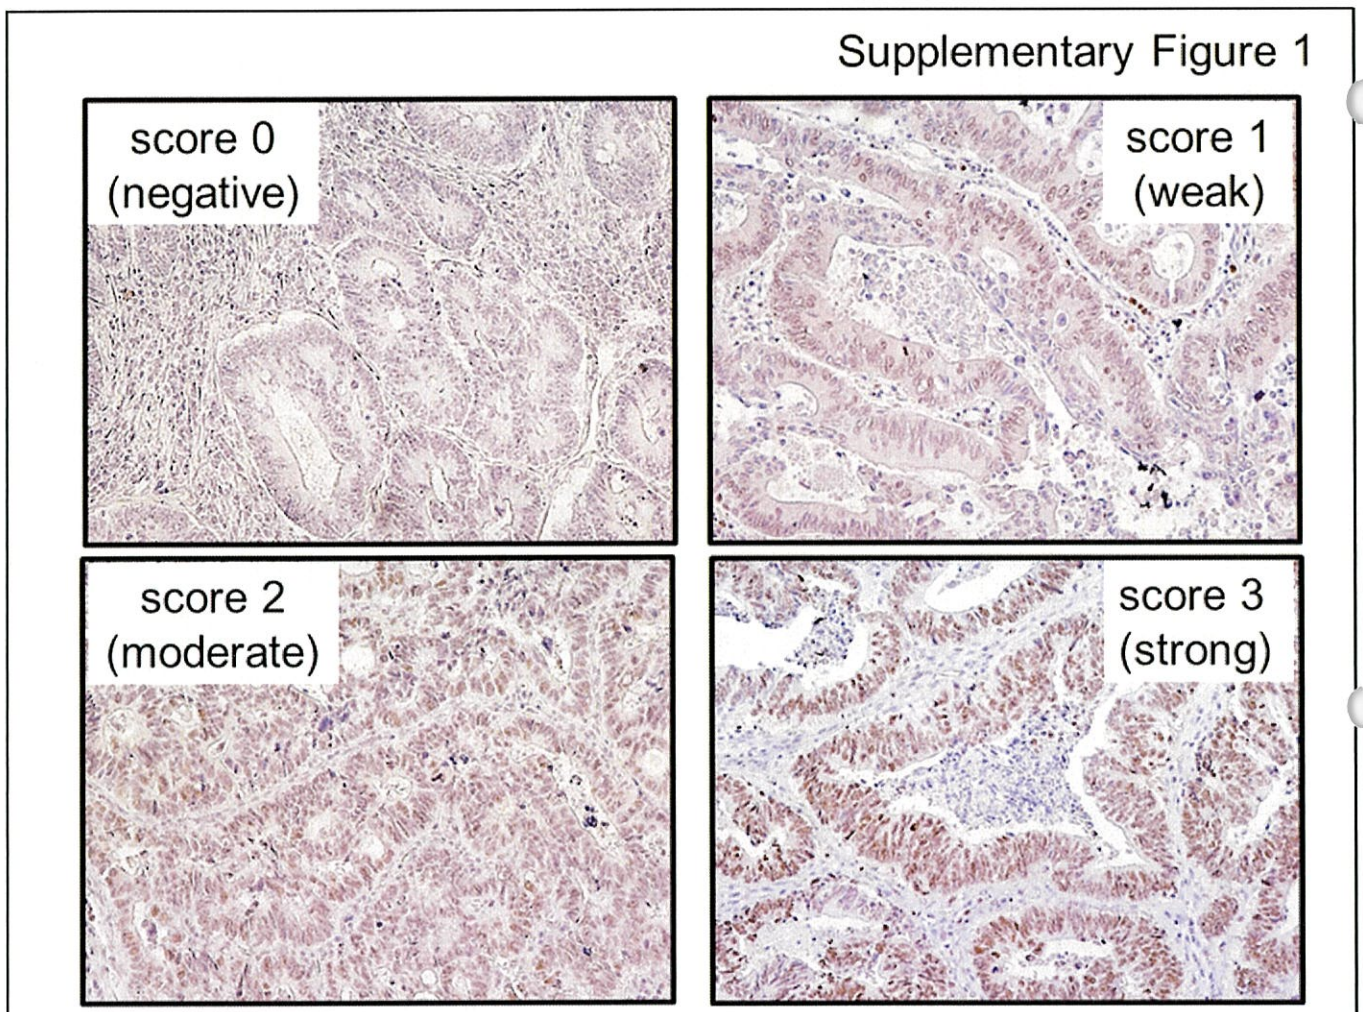 Supplementary Figure 1
score 0
(negative)
score 1
(weak)
score 2
(moderate)
score 3
(strong)